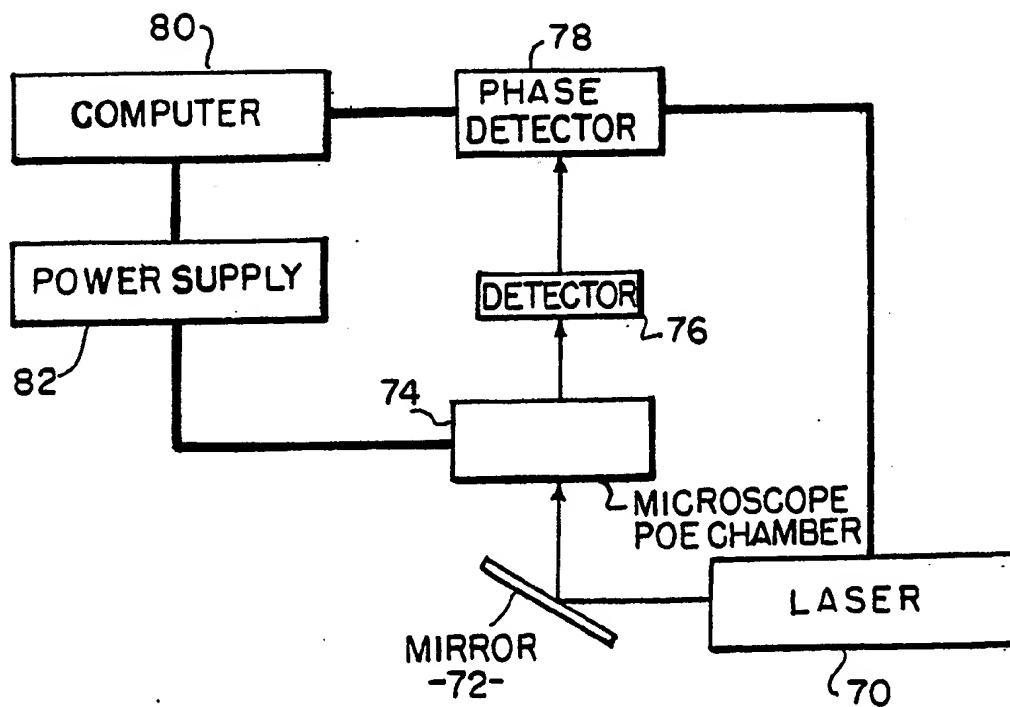 80
COMPUTER
78
PHASE
DETECTOR
POWER SUPPLY
82
DETECTOR
76
74
MICROSCOPE
POE CHAMBER
MIRROR
-72-
LASER
70